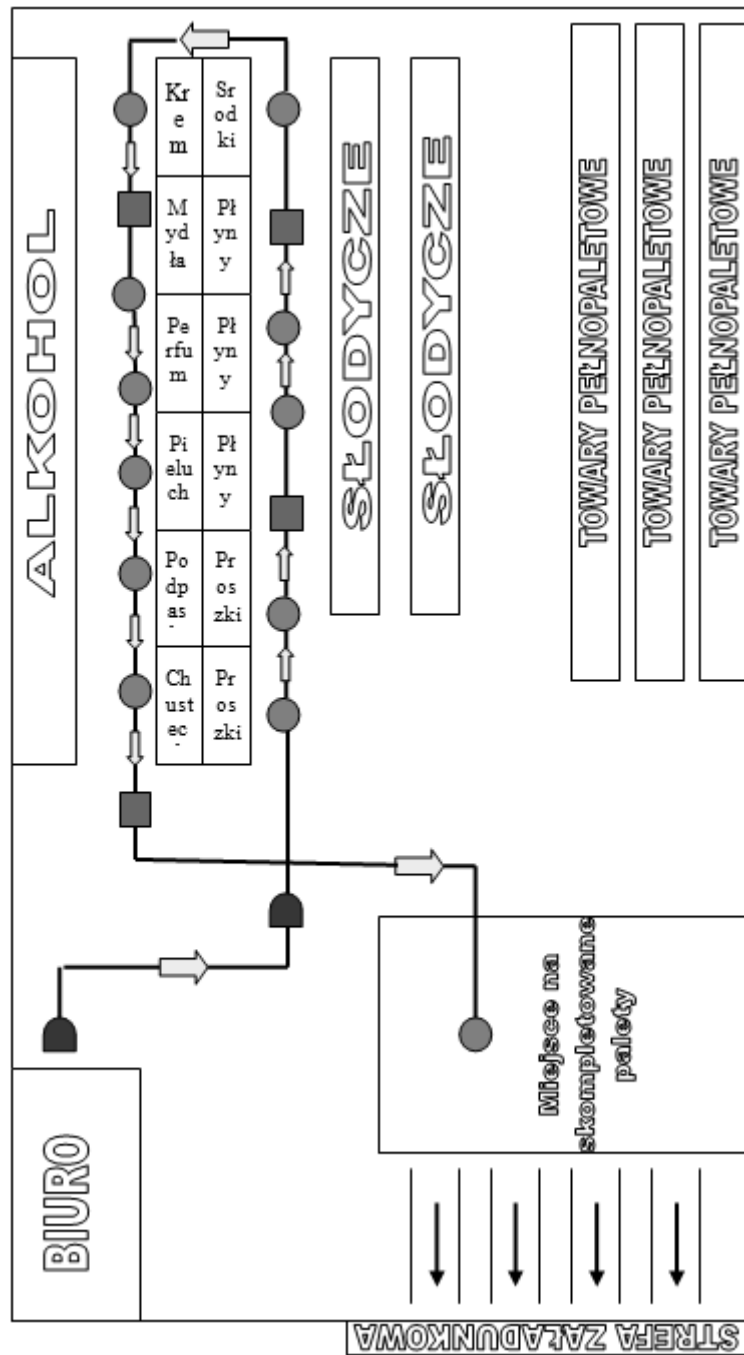 ALKOHOL
Kr
e
m
Sr
od
ki
M
yd
ła
Pł
yn
y
Pe
rfum
Pł
yn
y
Pi
elu
ch
Pł
yn
y
Po
dp
as
Pr
os
zki
Ch
ust
ec
Pr
os
zki
SŁODYCZE
SŁODYCZE
TOWARY PEŁNOPALETOWE
TOWARY PEŁNOPALETOWE
TOWARY PEŁNOPALETOWE
BIURO
Miejsce na
skompletowane
palety
STREFA ZAŁADUNKOWA